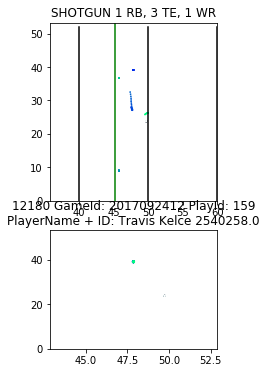 SHOTGUN 1 RB, 3 TE, 1 WR
50
40
30
20
10
0
40 45 50 55 60
12180 GameId: 2017092412 PlayId: 159
PlayerName + ID: Travis Kelce 2540258.0
40
20
0
45.0 47.5 50.0 52.5